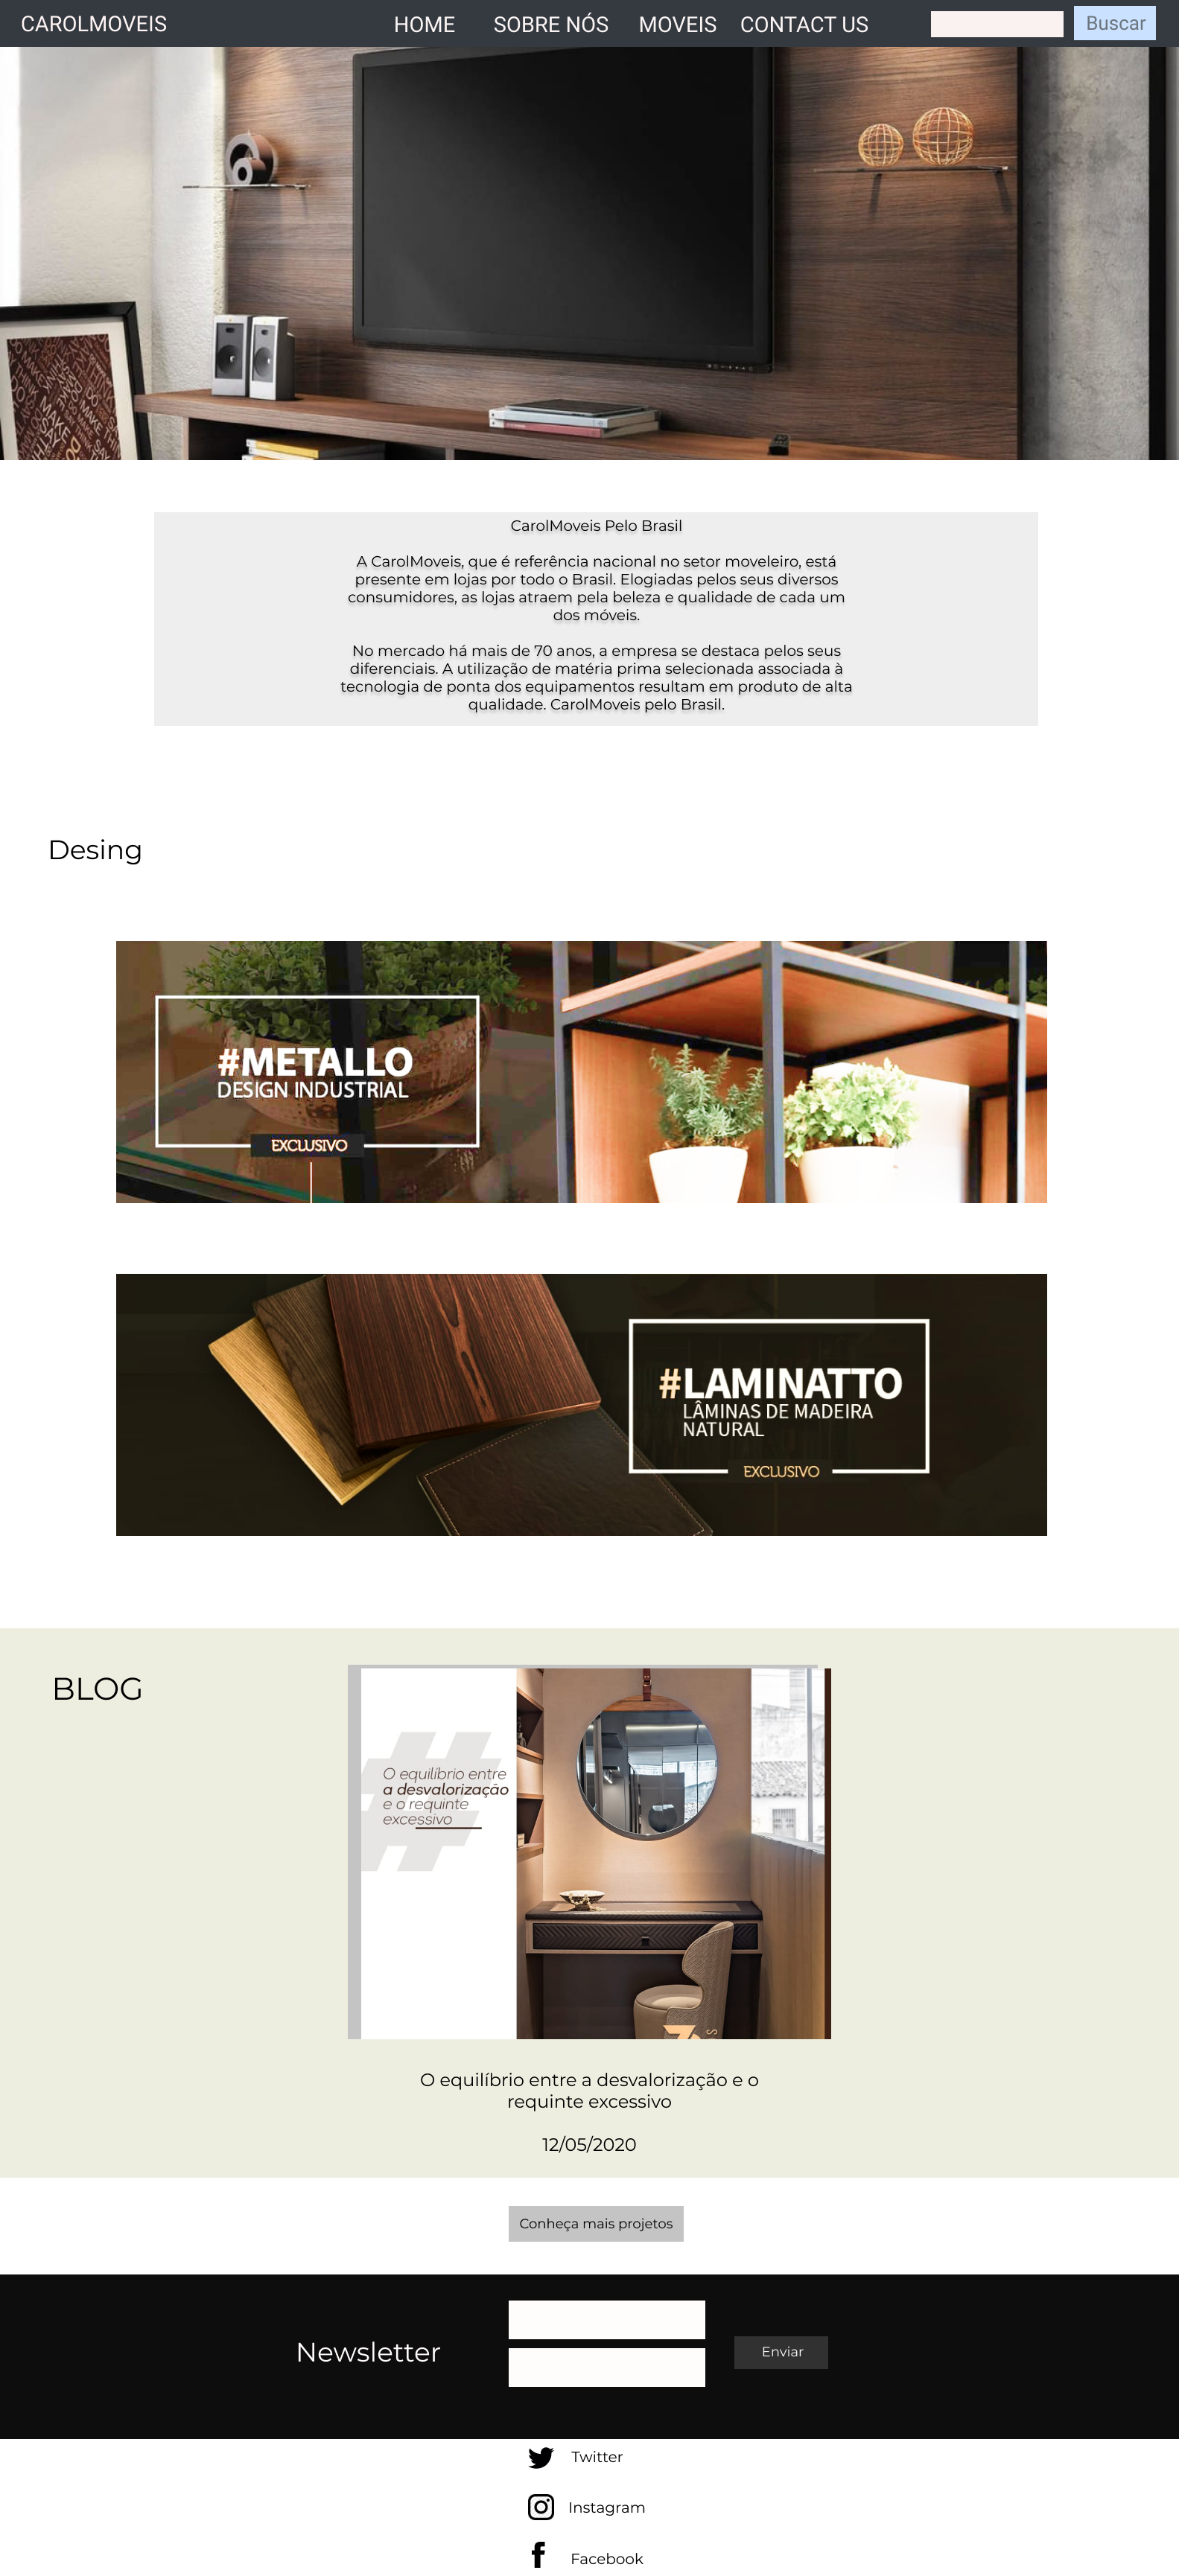 CAROLMOVEIS
HOME
SOBRE NÓS
MOVEIS
CONTACT US
Buscar
CarolMoveis Pelo Brasil
A CarolMoveis, que é referência nacional no setor moveleiro, está
presente em lojas por todo o Brasil. Elogiadas pelos seus diversos
consumidores, as lojas atraem pela beleza e qualidade de cada um
dos móveis.
No mercado há mais de 70 anos, a empresa se destaca pelos seus
diferenciais. A utilização de matéria prima selecionada associada à
tecnologia de ponta dos equipamentos resultam em produto de alta
qualidade. CarolMoveis pelo Brasil.
Desing
#METALLO
DESIGN INDUSTRIAL
EXCLUSIVO
#LAMINATTO
LÂMINAS DE MADEIRA
NATURAL
EXCLUSIVO
BLOG
#
O equilíbrio entre
a desvalorização
e o requinte
excessivo
O equilíbrio entre a desvalorização e o
requinte excessivo
12/05/2020
Conheça mais projetos
Newsletter
Enviar
Twitter
Instagram
Facebook